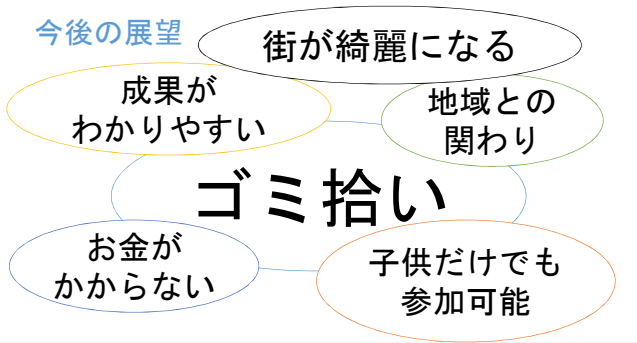 今後の展望
街が綺麗になる
成果が
わかりやすい
地域との
関わり
ゴミ拾い
お金が
かからない
子供だけでも
参加可能